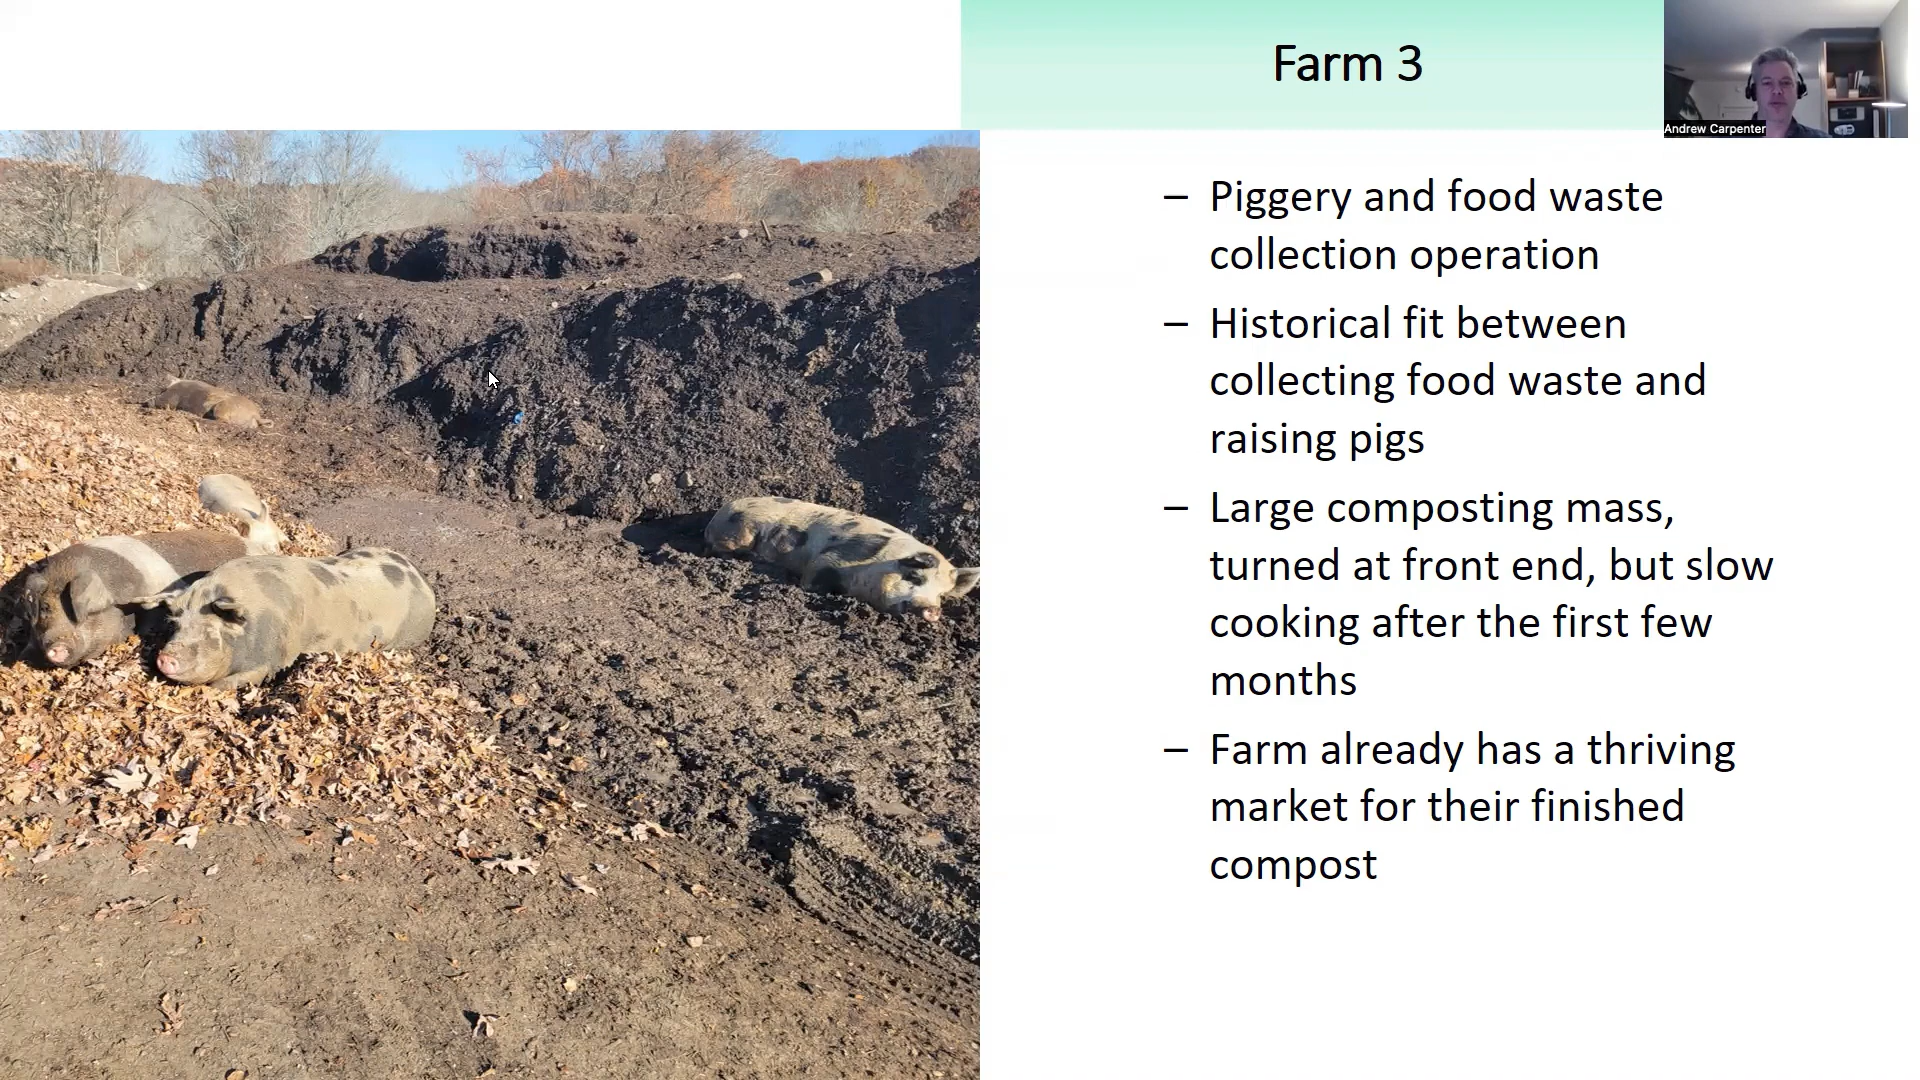 Farm 3
Andrew Carpenter
– Piggery and food waste
collection operation
– Historical fit between
collecting food waste and
raising pigs
– Large composting mass,
turned at front end, but slow
cooking after the first few
months
– Farm already has a thriving
market for their finished
compost